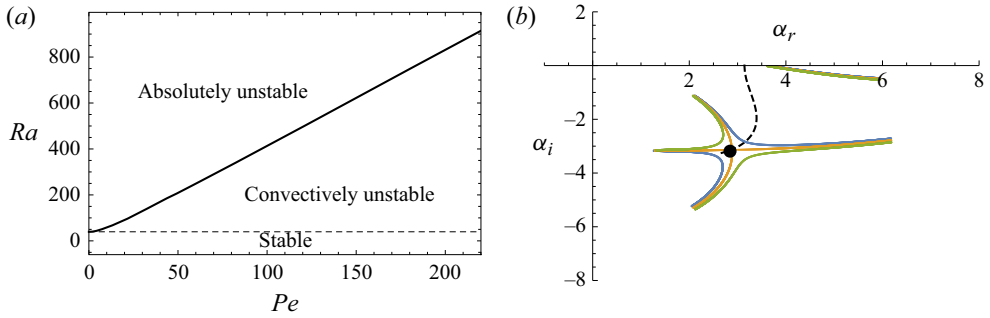 (a)
800
600
400
200
0
Ra
Absolutely unstable
Convectively unstable
Stable
0 50 100 150 200
Pe
(b)
2
−2
−4
−6
−8
2 4 6 8
α_r
α_i